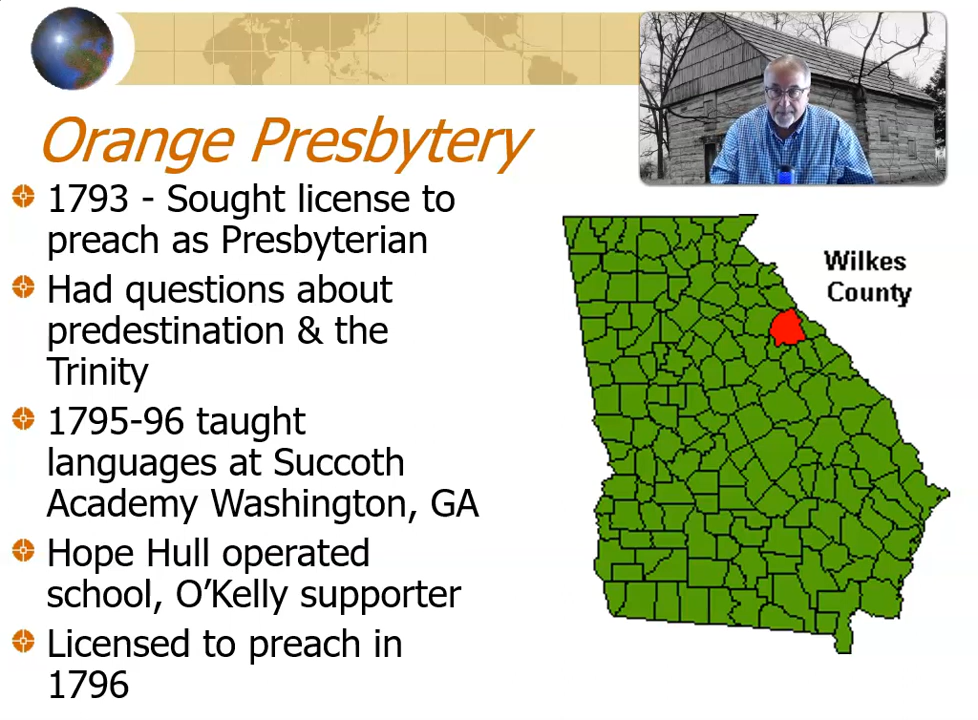 Orange Presbytery
1793 - Sought license to
preach as Presbyterian
Had questions about
predestination & the
Trinity
1795-96 taught
languages at Succoth
Academy Washington, GA
Hope Hull operated
school, O’Kelly supporter
Licensed to preach in
1796
Wilkes
County